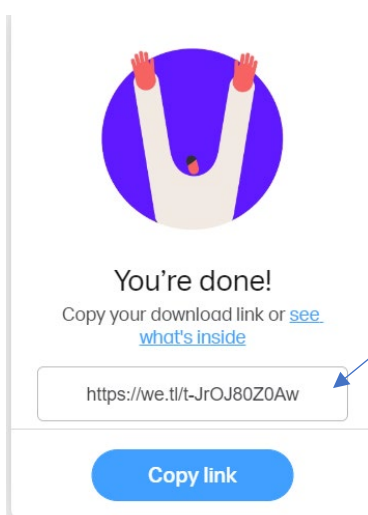 You're done!
Copy your download link or see
what's inside
https://we.tl/t-JrOJ80Z0Aw
Copy link